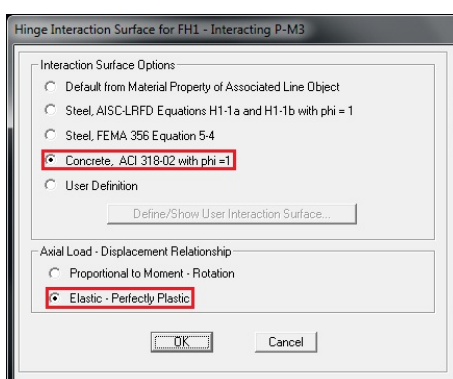 Hinge Interaction Surface for FH1 - Interacting P-M3
Interaction Surface Options
Default from Material Property of Associated Line Object
Steel, AISC-LRFD Equations H1-1a and H1-1b with phi = 1
Steel, FEMA 356 Equation 5-4
Concrete, ACI 318-02 with phi =1
User Definition
Define/Show User Interaction Surface...
Axial Load - Displacement Relationship
Proportional to Moment - Rotation
Elastic - Perfectly Plastic
OK Cancel